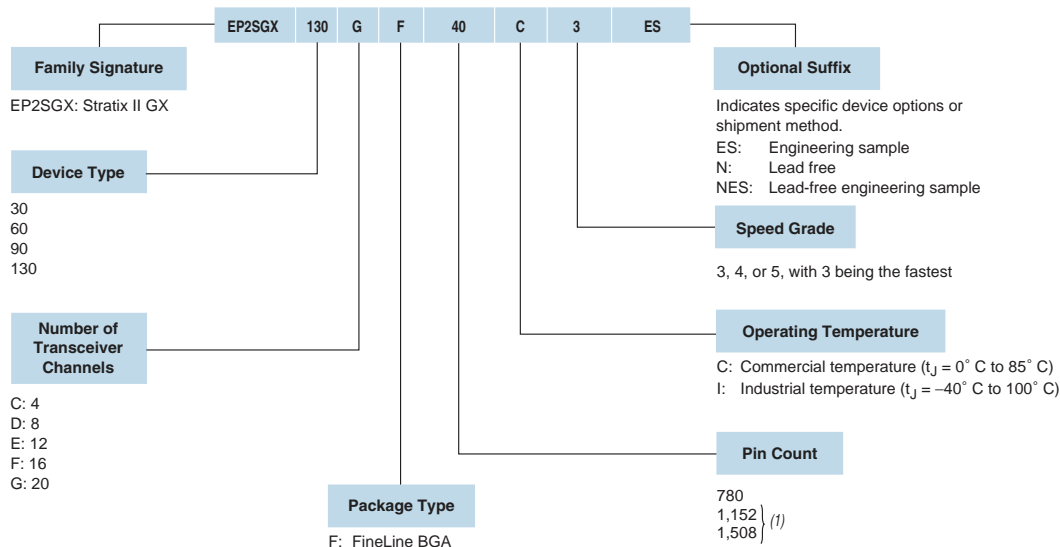 EP2SGX 130 G F 40 C 3 ES
Family Signature
EP2SGX: Stratix II GX
Device Type
30
60
90
130
Number of
Transceiver
Channels
C: 4
D: 8
E: 12
F: 16
G: 20
Package Type
F: FineLine BGA
Optional Suffix
Indicates specific device options or
shipment method.
ES: Engineering sample
N: Lead free
NES: Lead-free engineering sample
Speed Grade
3, 4, or 5, with 3 being the fastest
Operating Temperature
C: Commercial temperature (tJ = 0° C to 85° C)
I: Industrial temperature (tJ = –40° C to 100° C)
Pin Count
780
1,152
1,508
(1)